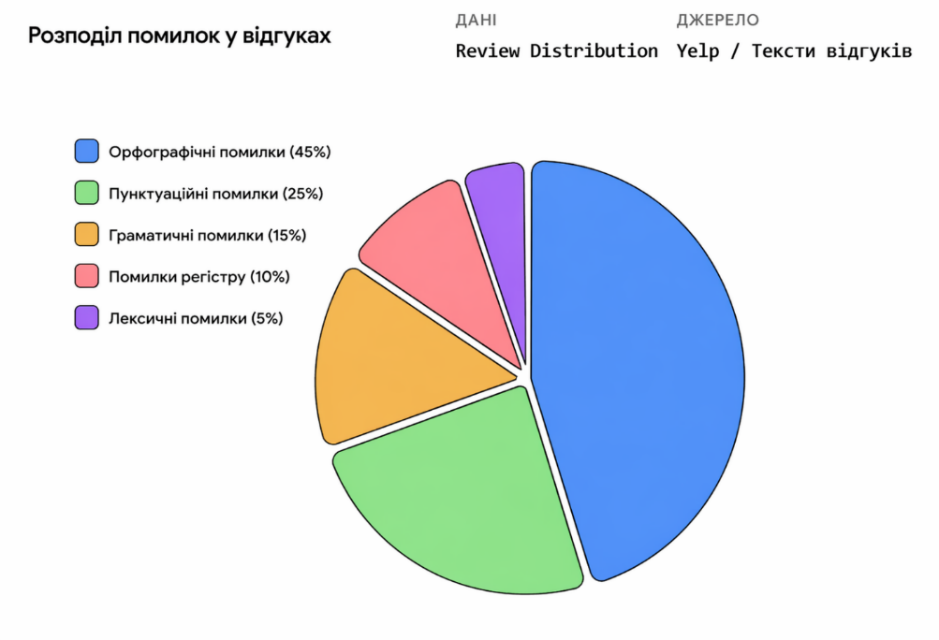 Розподіл помилок у відгуках
ДАНІ
Review Distribution
ДЖЕРЕЛО
Yelp / Тексти відгуків
Орфографічні помилки (45%)
Пунктуаційні помилки (25%)
Граматичні помилки (15%)
Помилки регістру (10%)
Лексичні помилки (5%)